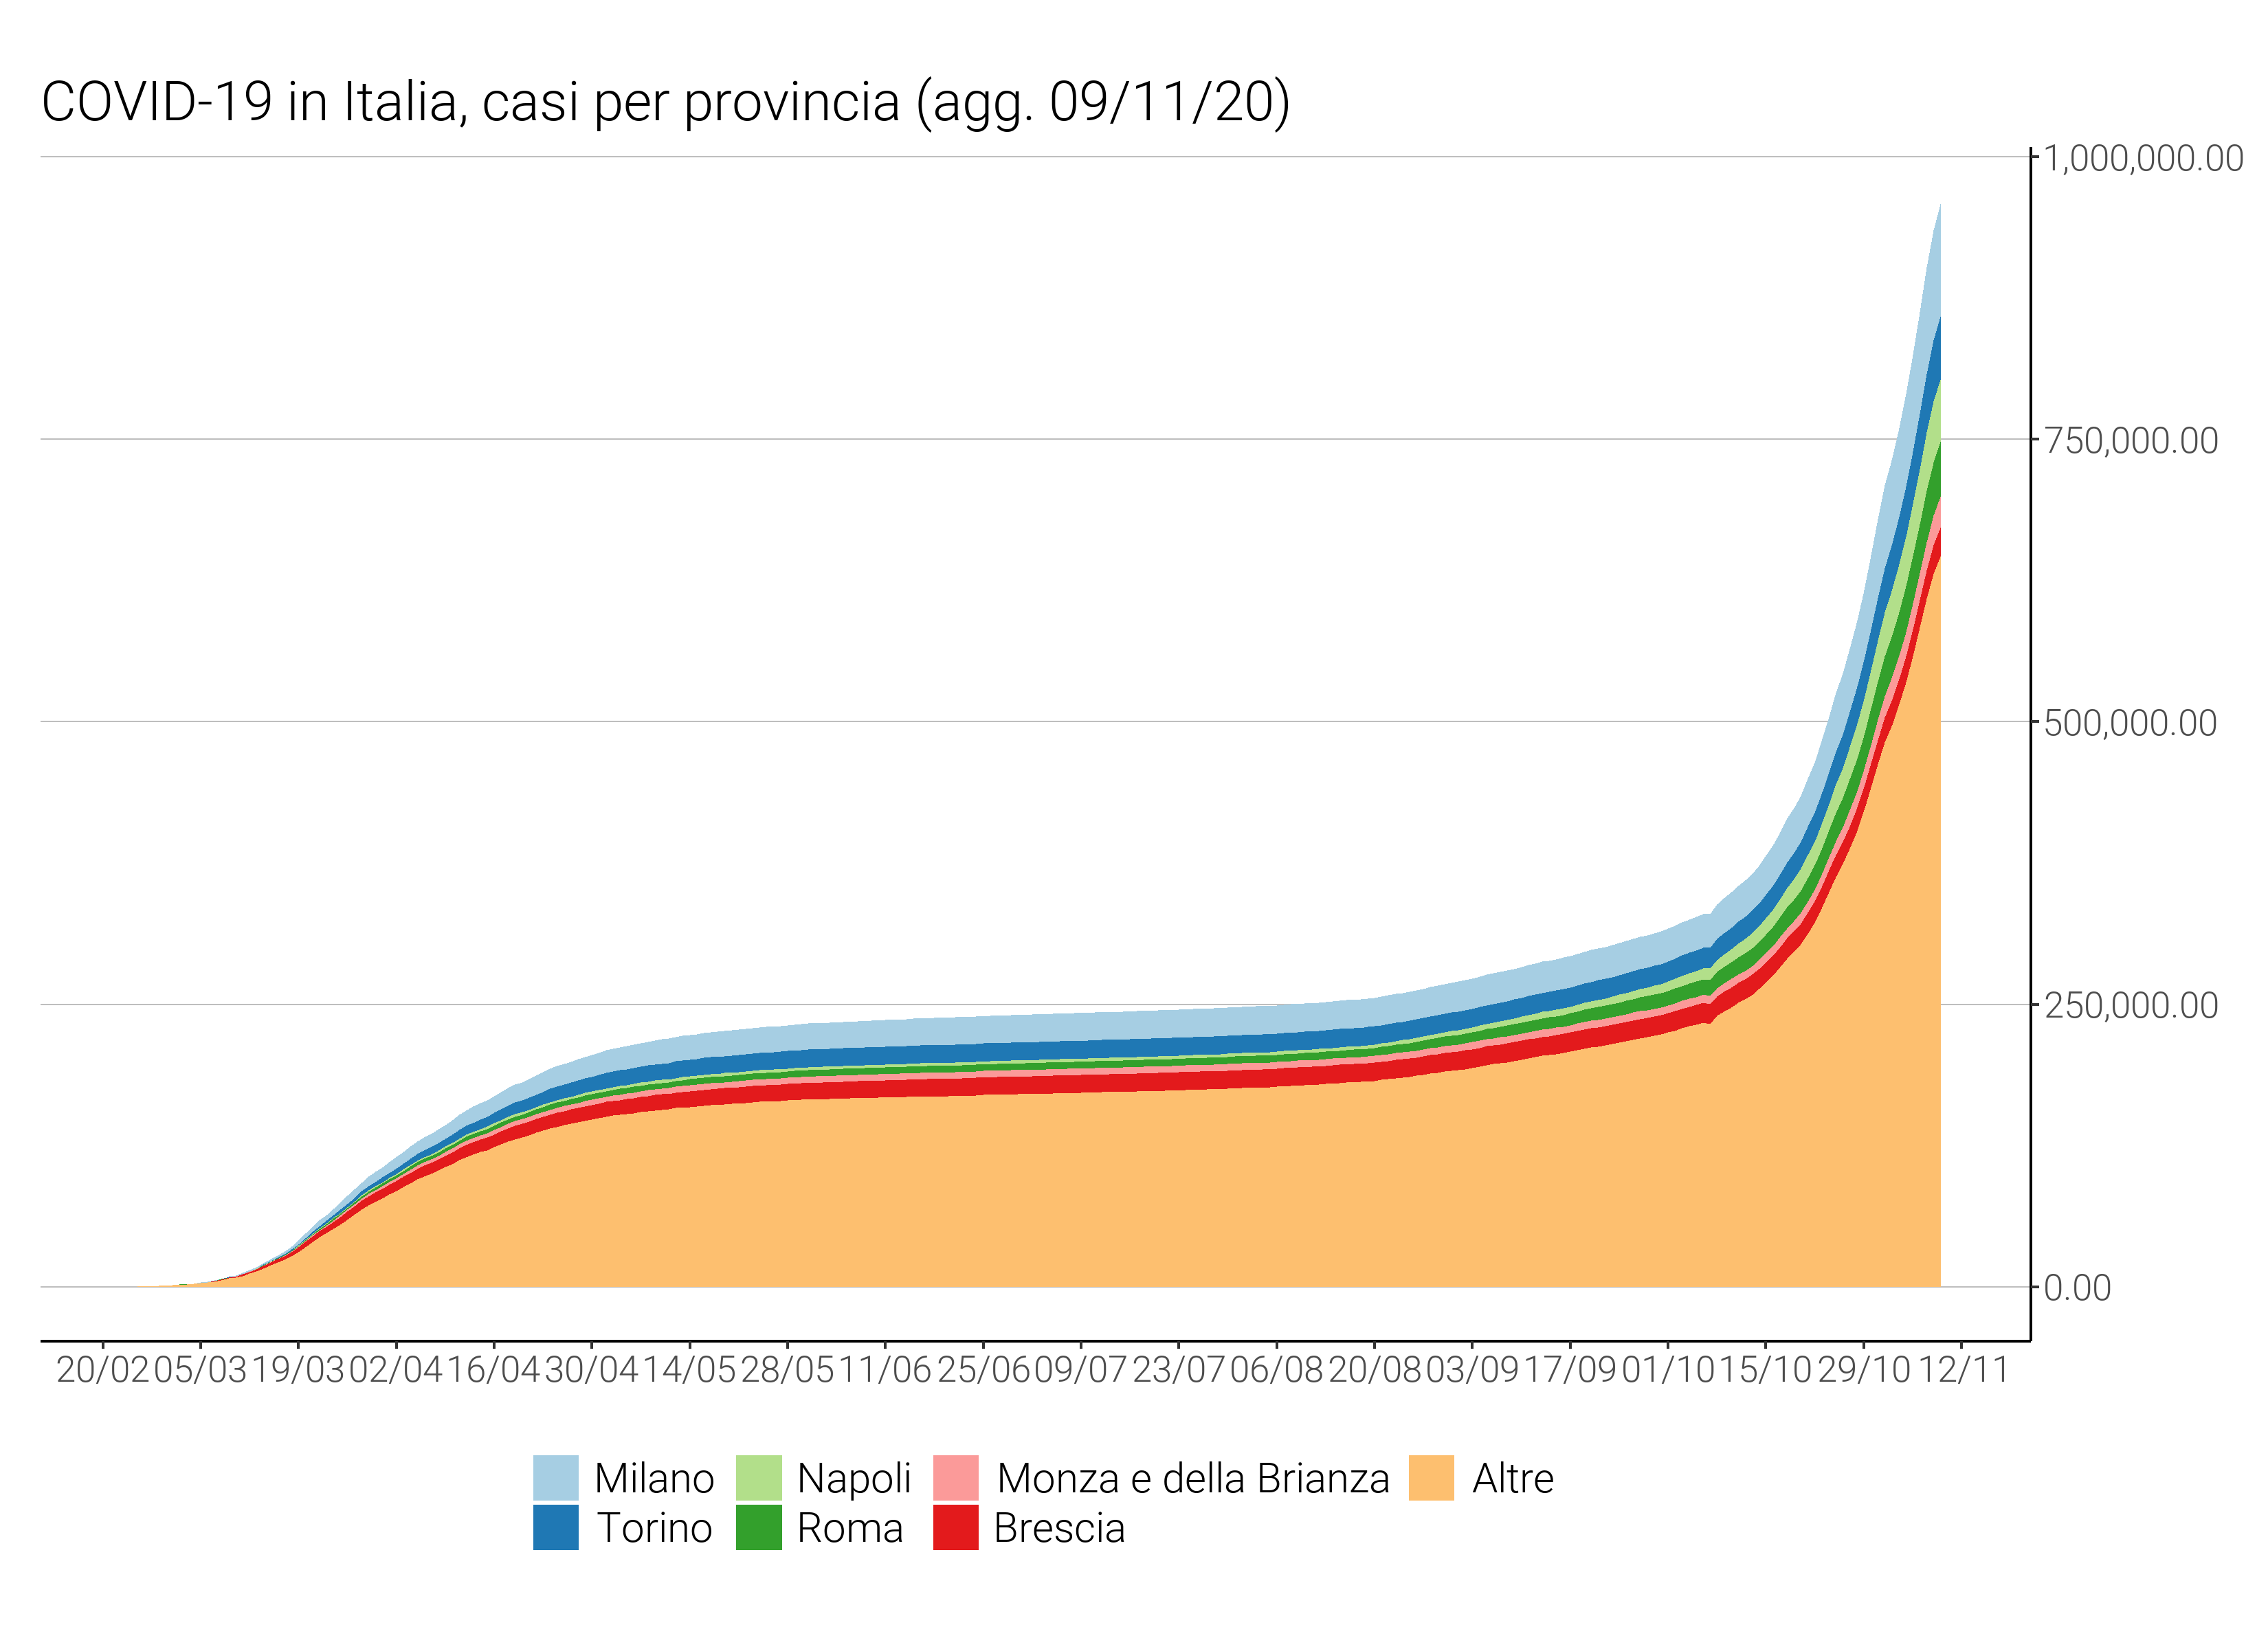 COVID-19 in Italia, casi per provincia (agg. 09/11/20)
1,000,000.00
750,000.00
500,000.00
250,000.00
0.00
20/02 05/03 19/03 02/04 16/04 30/04 14/05 28/05 11/06 25/06 09/07 23/07 06/08 20/08 03/09 17/09 01/10 15/10 29/10 12/11
Milano Napoli Monza e della Brianza Altre
Torino Roma Brescia